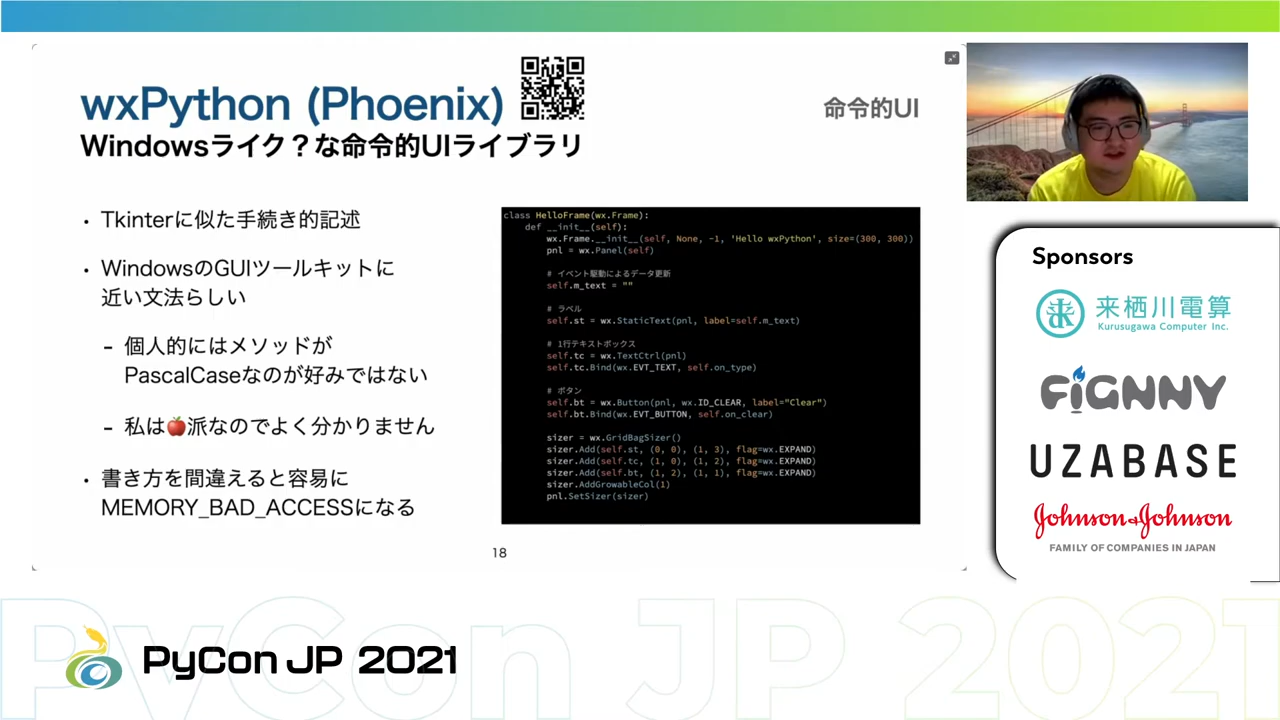 wxPython (Phoenix)
Windowsライク？な命令的UIライブラリ
命令的UI
・ Tkinterに似た手続き的記述
・ WindowsのGUIツールキットに
近い文法らしい
- 個人的にはメソッドが
PascalCaseなのが好みではない
- 私は🍎派なのでよく分かりません
・ 書き方を間違えると容易に
MEMORY_BAD_ACCESSになる
class HelloFrame(wx.Frame):
def __init__(self):
wx.Frame.__init__(self, None, -1, 'Hello wxPython', size=(300, 300))
pnl = wx.Panel(self)
# イベント駆動によるデータ更新
self.m_text = ""
# ラベル
self.st = wx.StaticText(pnl, label=self.m_text)
# 1行テキストボックス
self.tc = wx.TextCtrl(pnl)
self.tc.Bind(wx.EVT_TEXT, self.on_type)
# ボタン
self.bt = wx.Button(pnl, wx.ID_CLEAR, label="Clear")
self.bt.Bind(wx.EVT_BUTTON, self.on_clear)
sizer = wx.GridBagSizer()
sizer.Add(self.st, (0, 0), (1, 3), flag=wx.EXPAND)
sizer.Add(self.tc, (1, 0), (1, 2), flag=wx.EXPAND)
sizer.Add(self.bt, (1, 2), (1, 1), flag=wx.EXPAND)
sizer.AddGrowableCol(1)
pnl.SetSizer(sizer)
18
Sponsors
来栖川電算
Kurusugawa Computer Inc.
FiGNNY
UZABASE
Johnson&Johnson
FAMILY OF COMPANIES IN JAPAN
PyCon JP 2021
PyCon JP 2021